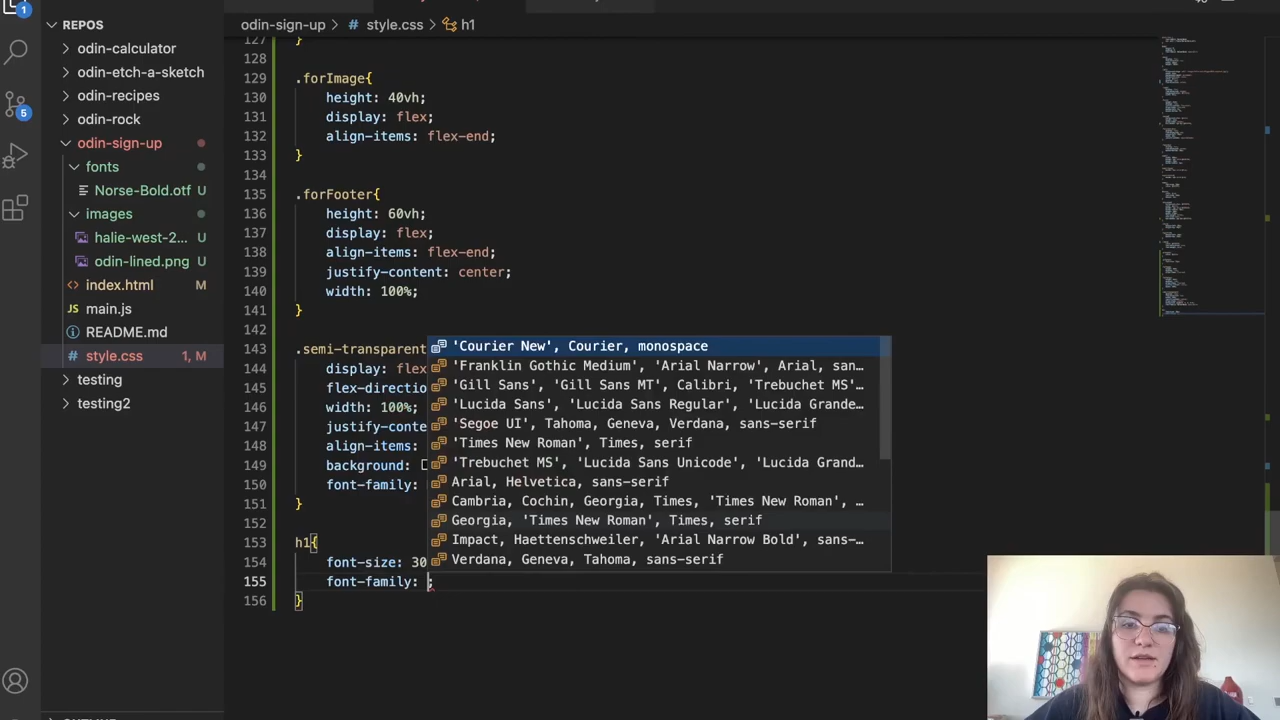 1
REPOS
odin-calculator
odin-etch-a-sketch
odin-recipes
odin-rock
odin-sign-up
fonts
Norse-Bold.otf U
images
halie-west-2... U
odin-lined.png U
index.html M
JS main.js
README.md
style.css 1, M
testing
testing2
5
odin-sign-up > style.css > h1
127 }
128
129 .forImage{
130 height: 40vh;
131 display: flex;
132 align-items: flex-end;
133 }
134
135 .forFooter{
136 height: 60vh;
137 display: flex;
138 align-items: flex-end;
139 justify-content: center;
140 width: 100%;
141 }
142
143 .semi-transparent
144 display: flex
145 flex-directio
146 width: 100%;
147 justify-conte
148 align-items:
149 background:
150 font-family:
151 }
152
153 h1{
154 font-size: 30
155 font-family: ;
156 }
'Courier New', Courier, monospace
'Franklin Gothic Medium', 'Arial Narrow', Arial, san...
'Gill Sans', 'Gill Sans MT', Calibri, 'Trebuchet MS'...
'Lucida Sans', 'Lucida Sans Regular', 'Lucida Grande...
'Segoe UI', Tahoma, Geneva, Verdana, sans-serif
'Times New Roman', Times, serif
'Trebuchet MS', 'Lucida Sans Unicode', 'Lucida Grand...
Arial, Helvetica, sans-serif
Cambria, Cochin, Georgia, Times, 'Times New Roman', ...
Georgia, 'Times New Roman', Times, serif
Impact, Haettenschweiler, 'Arial Narrow Bold', sans-...
Verdana, Geneva, Tahoma, sans-serif